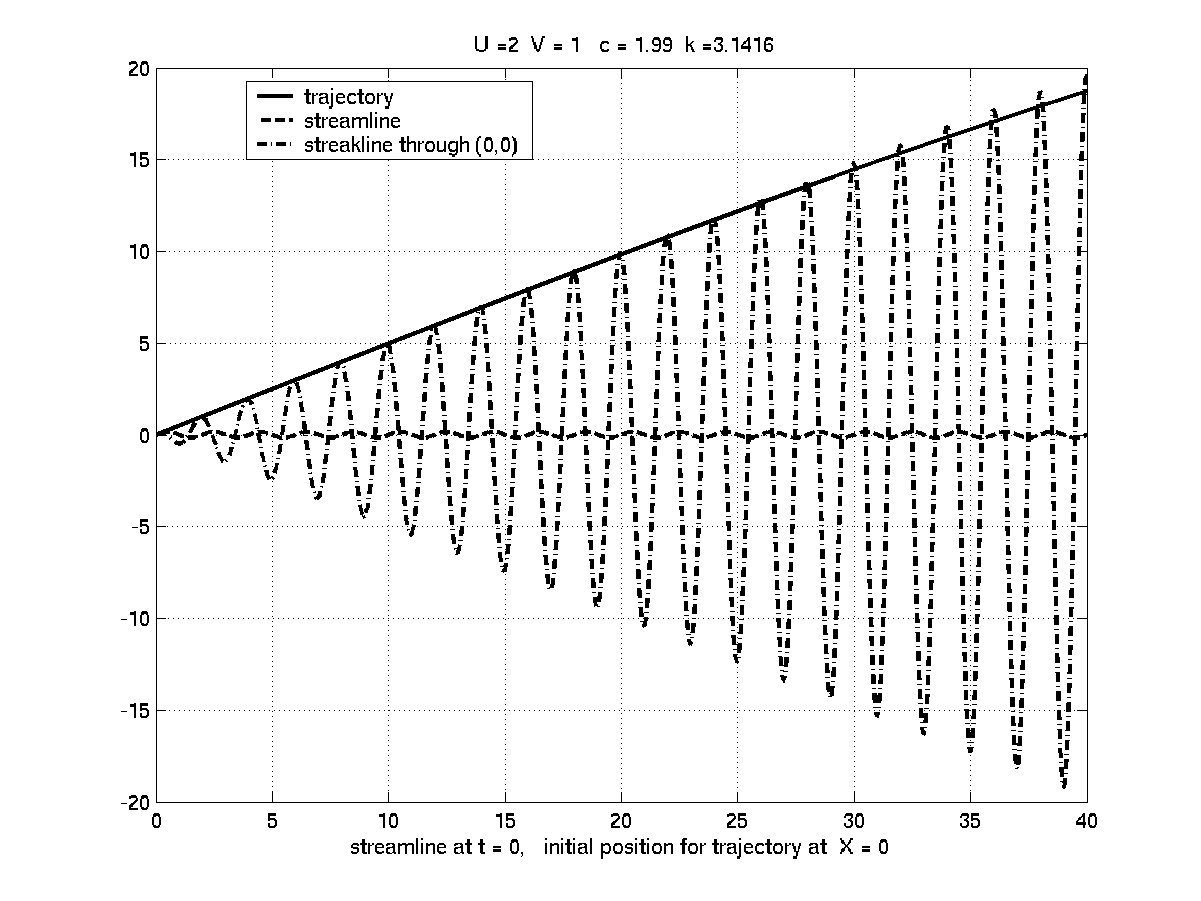 U =2 V = 1 c = 1.99 k =3.1416
trajectory
streamline
streakline through (0,0)
20
15
10
5
0
-5
-10
-15
-20
0 5 10 15 20 25 30 35 40
streamline at t = 0, initial position for trajectory at X = 0